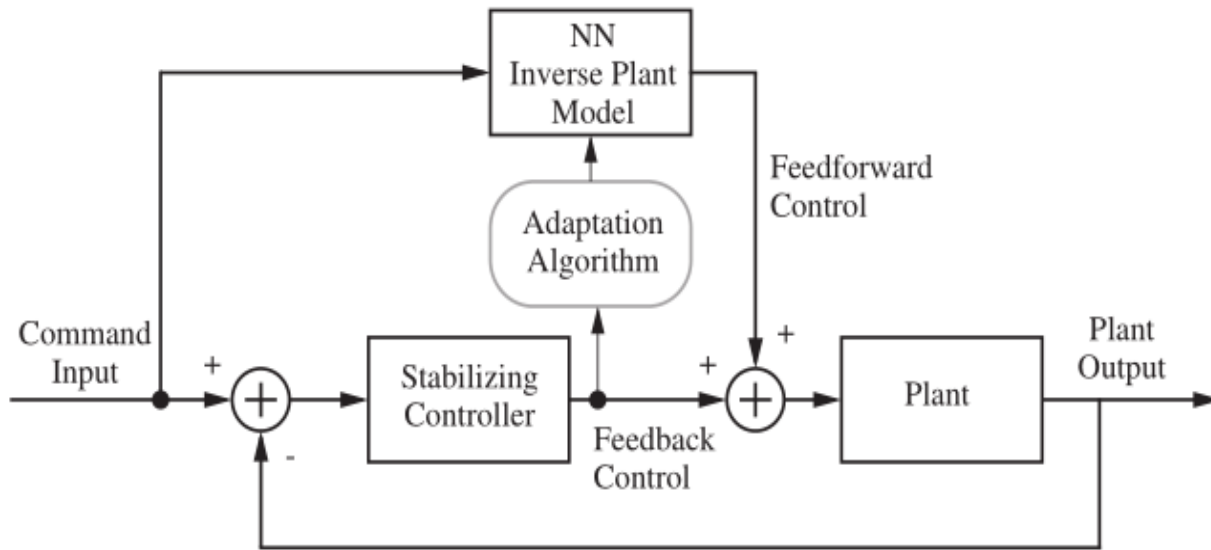 NN
Inverse Plant
Model
Feedforward
Control
Adaptation
Algorithm
Command
Input
+
+
Stabilizing
Controller
Feedback
Control
+
+
+
+
Plant
Plant
Output
-